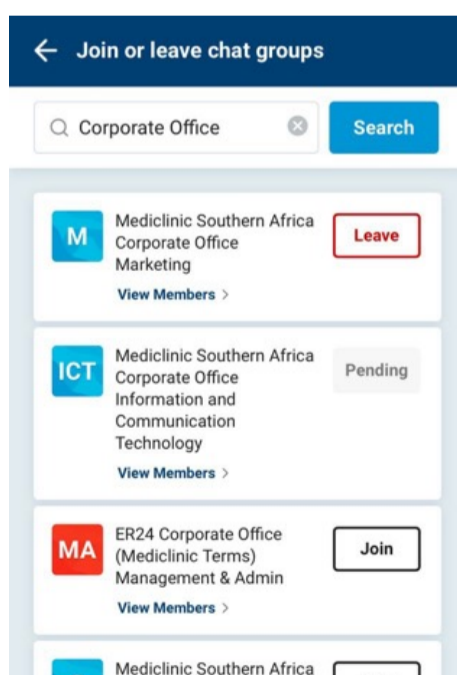 Join or leave chat groups
Corporate Office
Search
M
Mediclinic Southern Africa
Corporate Office
Marketing
Leave
View Members >
ICT
Mediclinic Southern Africa
Corporate Office
Information and
Communication
Technology
Pending
View Members >
MA
ER24 Corporate Office
(Mediclinic Terms)
Management & Admin
Join
View Members >
Mediclinic Southern Africa